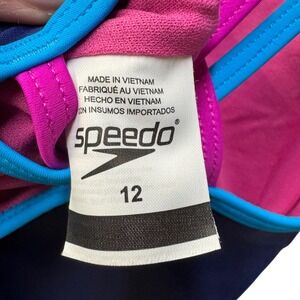 MADE IN VIETNAM
FABRIQUÉ AU VIETNAM
HECHO EN VIETNAM
CON INSUMOS IMPORTADOS
speedo®
12